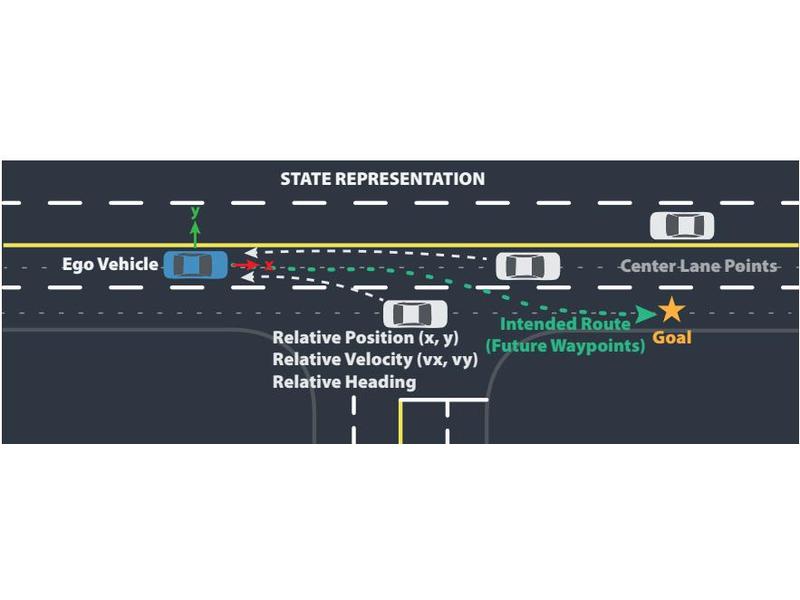 STATE REPRESENTATION
y
Ego Vehicle
x
Center Lane Points
Relative Position (x, y)
Relative Velocity (vx, vy)
Relative Heading
Intended Route
(Future Waypoints)
Goal